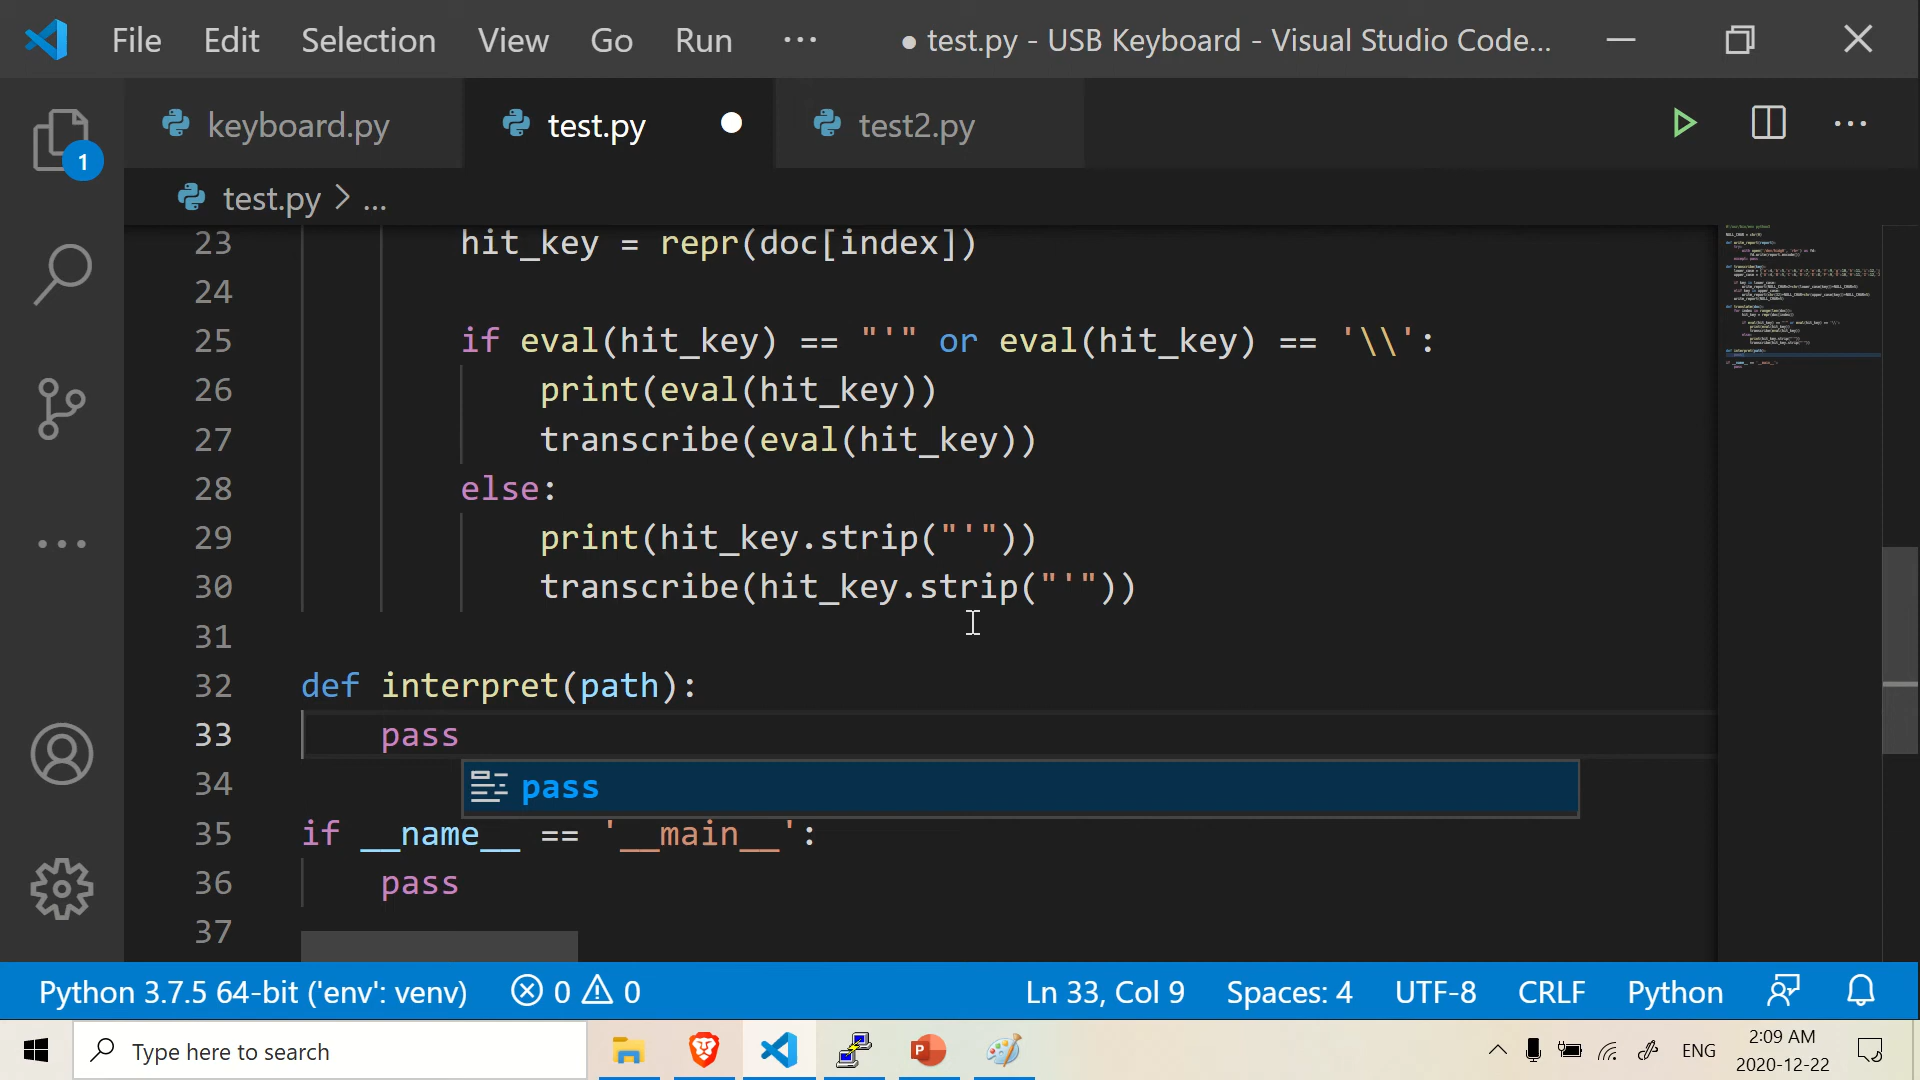 File Edit Selection View Go Run ··· ● test.py - USB Keyboard - Visual Studio Code...
keyboard.py test.py test2.py
test.py > ...
1
23 hit_key = repr(doc[index])
24
25 if eval(hit_key) == "'" or eval(hit_key) == '\\':
26 print(eval(hit_key))
27 transcribe(eval(hit_key))
28 else:
29 print(hit_key.strip("'"))
30 transcribe(hit_key.strip("'"))
31
32 def interpret(path):
33 pass
34 pass
35 if __name__ == '__main__':
36 pass
37
Python 3.7.5 64-bit ('env': venv) 0 0 Ln 33, Col 9 Spaces: 4 UTF-8 CRLF Python
Type here to search ENG 2:09 AM
2020-12-22